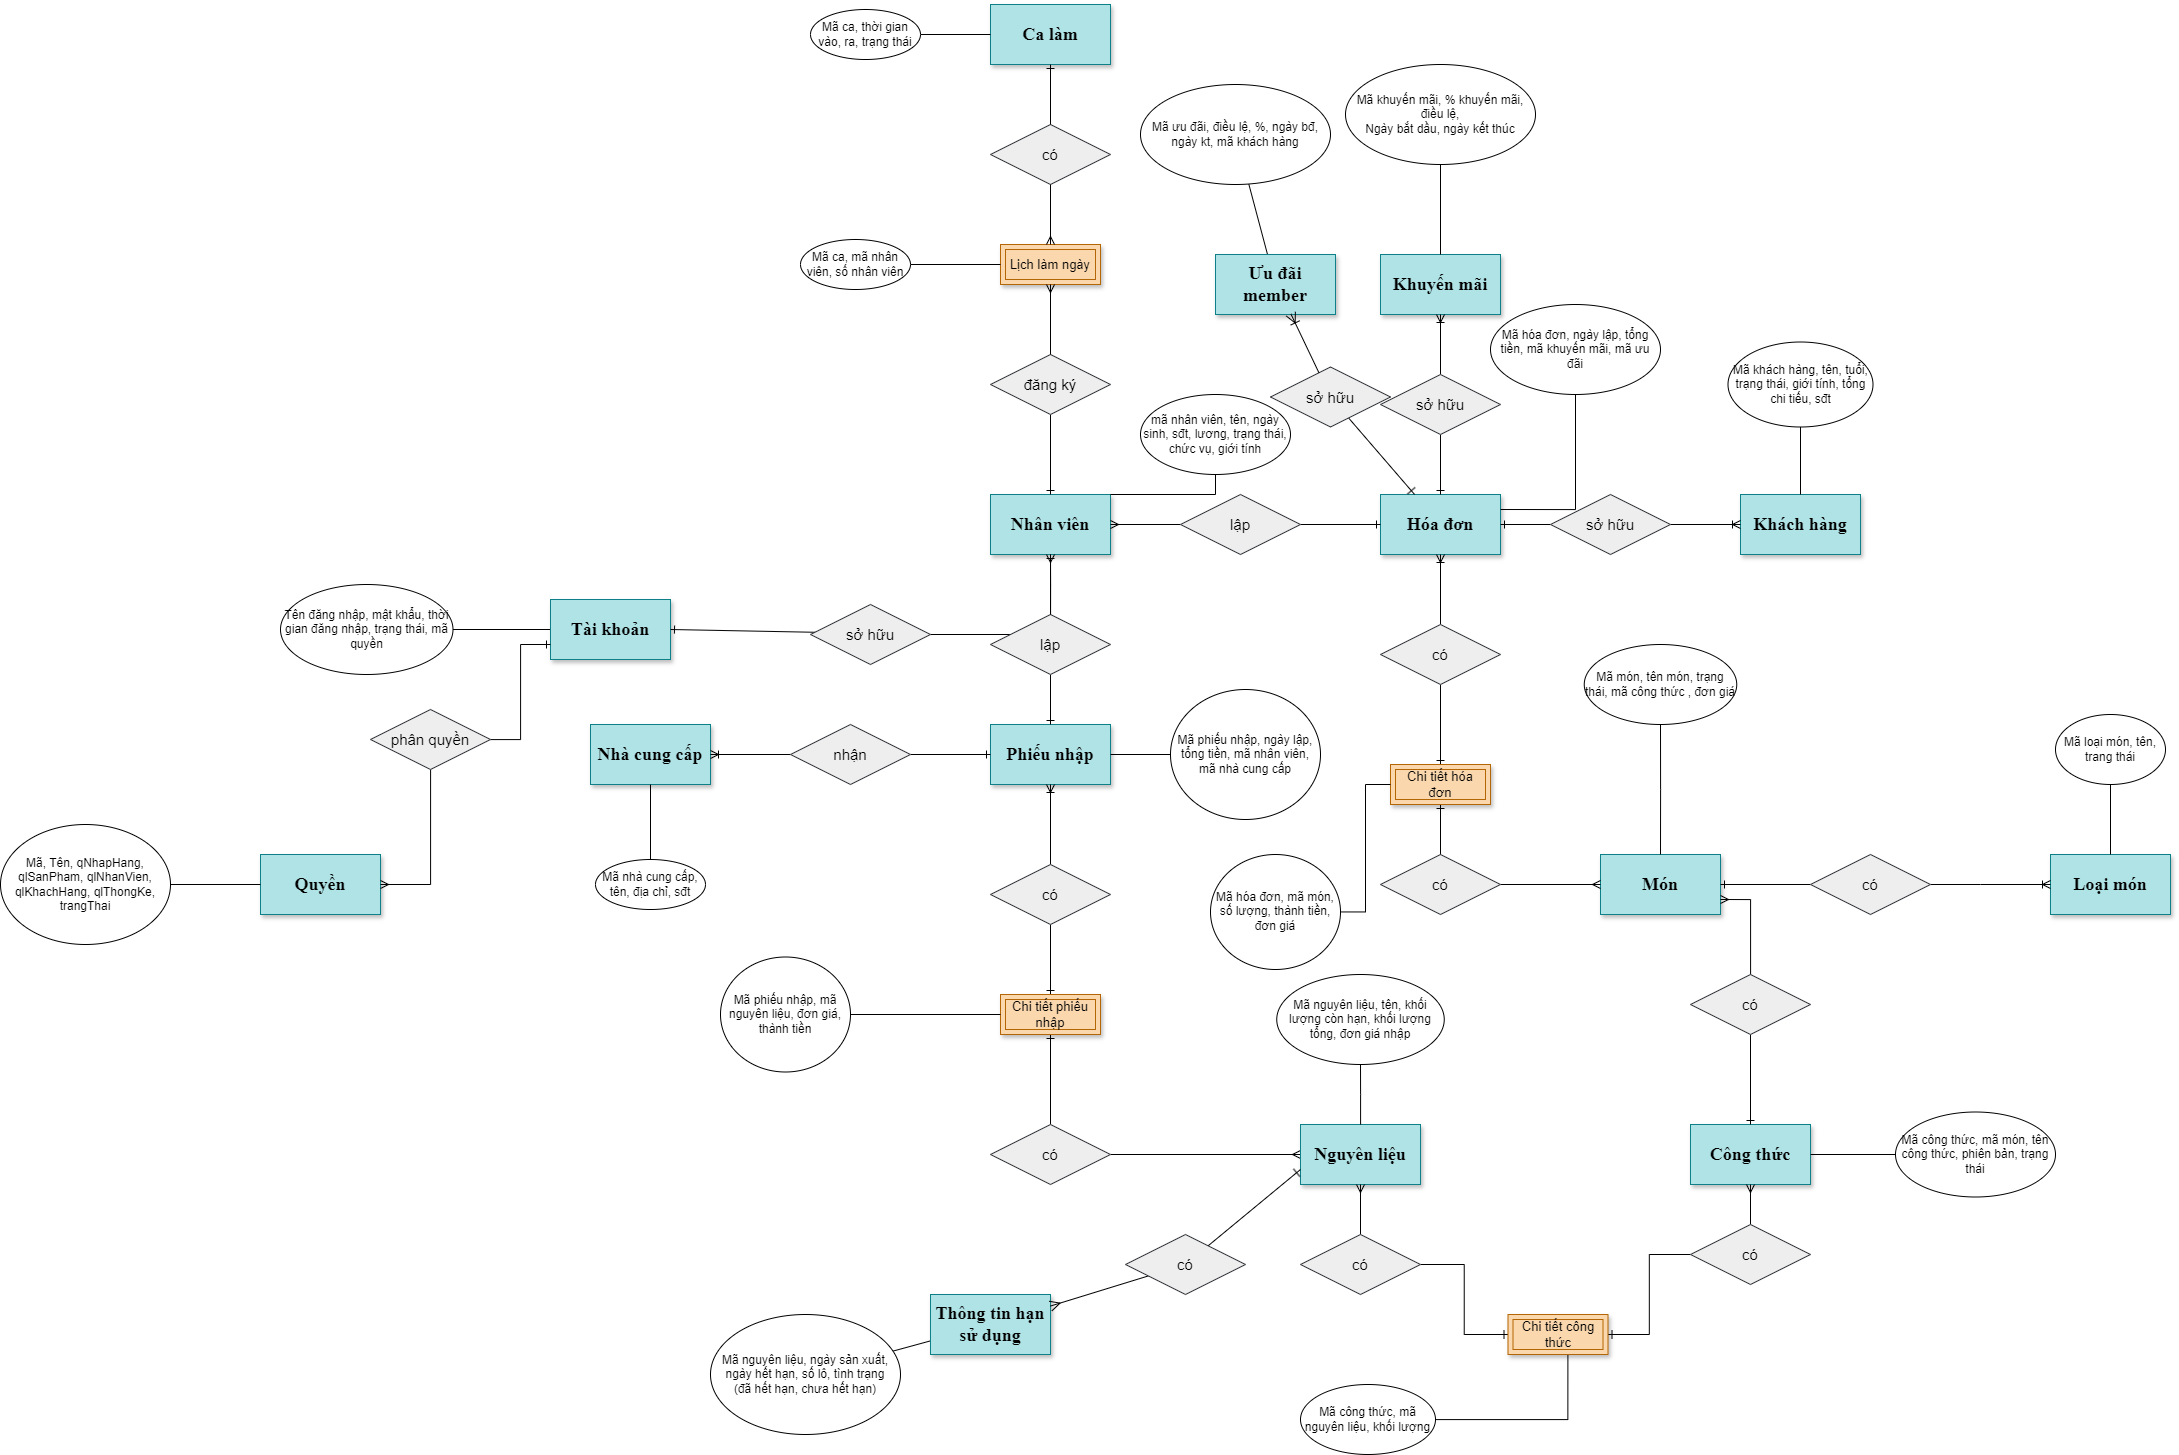 Mã ca, thời gian
vào, ra, trạng thái
Ca làm
có
Mã ưu đãi, điều lệ, %, ngày bđ,
ngày kt, mã khách hàng
Mã khuyến mãi, % khuyến mãi,
điều lệ,
Ngày bắt dầu, ngày kết thúc
Mã ca, mã nhân
viên, số nhân viên
Lịch làm ngày
Ưu đãi
member
Khuyến mãi
đăng ký
sở hữu
sở hữu
Mã hóa đơn, ngày lập, tổng
tiền, mã khuyến mãi, mã ưu
đãi
Mã khách hàng, tên, tuổi,
trạng thái, giới tính, tổng
chi tiếu, sđt
mã nhân viên, tên, ngày
sinh, sđt, lương, trạng thái,
chức vụ, giới tính
Nhân viên
lập
Hóa đơn
sở hữu
Khách hàng
Tên đăng nhập, mật khẩu, thời
gian đăng nhập, trạng thái, mã
quyền
Tài khoản
sở hữu
lập
có
Mã món, tên món, trạng
thái, mã công thức , đơn giá
phân quyền
Nhà cung cấp
nhận
Phiếu nhập
Mã phiếu nhập, ngày lập,
tổng tiền, mã nhân viên,
mã nhà cung cấp
Chi tiết hóa
đơn
Mã loại món, tên,
trang thái
Mã, Tên, qNhapHang,
qlSanPham, qlNhanVien,
qlKhachHang, qlThongKe,
trangThai
Quyền
Mã nhà cung cấp,
tên, địa chỉ, sđt
có
Mã hóa đơn, mã món,
số lượng, thành tiền,
đơn giá
có
Món
có
Loại món
Mã phiếu nhập, mã
nguyên liệu, đơn giá,
thành tiền
Chi tiết phiếu
nhập
Mã nguyên liệu, tên, khối
lượng còn hạn, khối lượng
tổng, đơn giá nhập
có
có
Nguyên liệu
Công thức
Mã công thức, mã món, tên
công thức, phiên bản, trạng
thái
có
có
có
Thông tin hạn
sử dụng
Mã nguyên liệu, ngày sản xuất,
ngày hết hạn, số lô, tình trạng
(đã hết hạn, chưa hết hạn)
Chi tiết công
thức
Mã công thức, mã
nguyên liệu, khối lượng